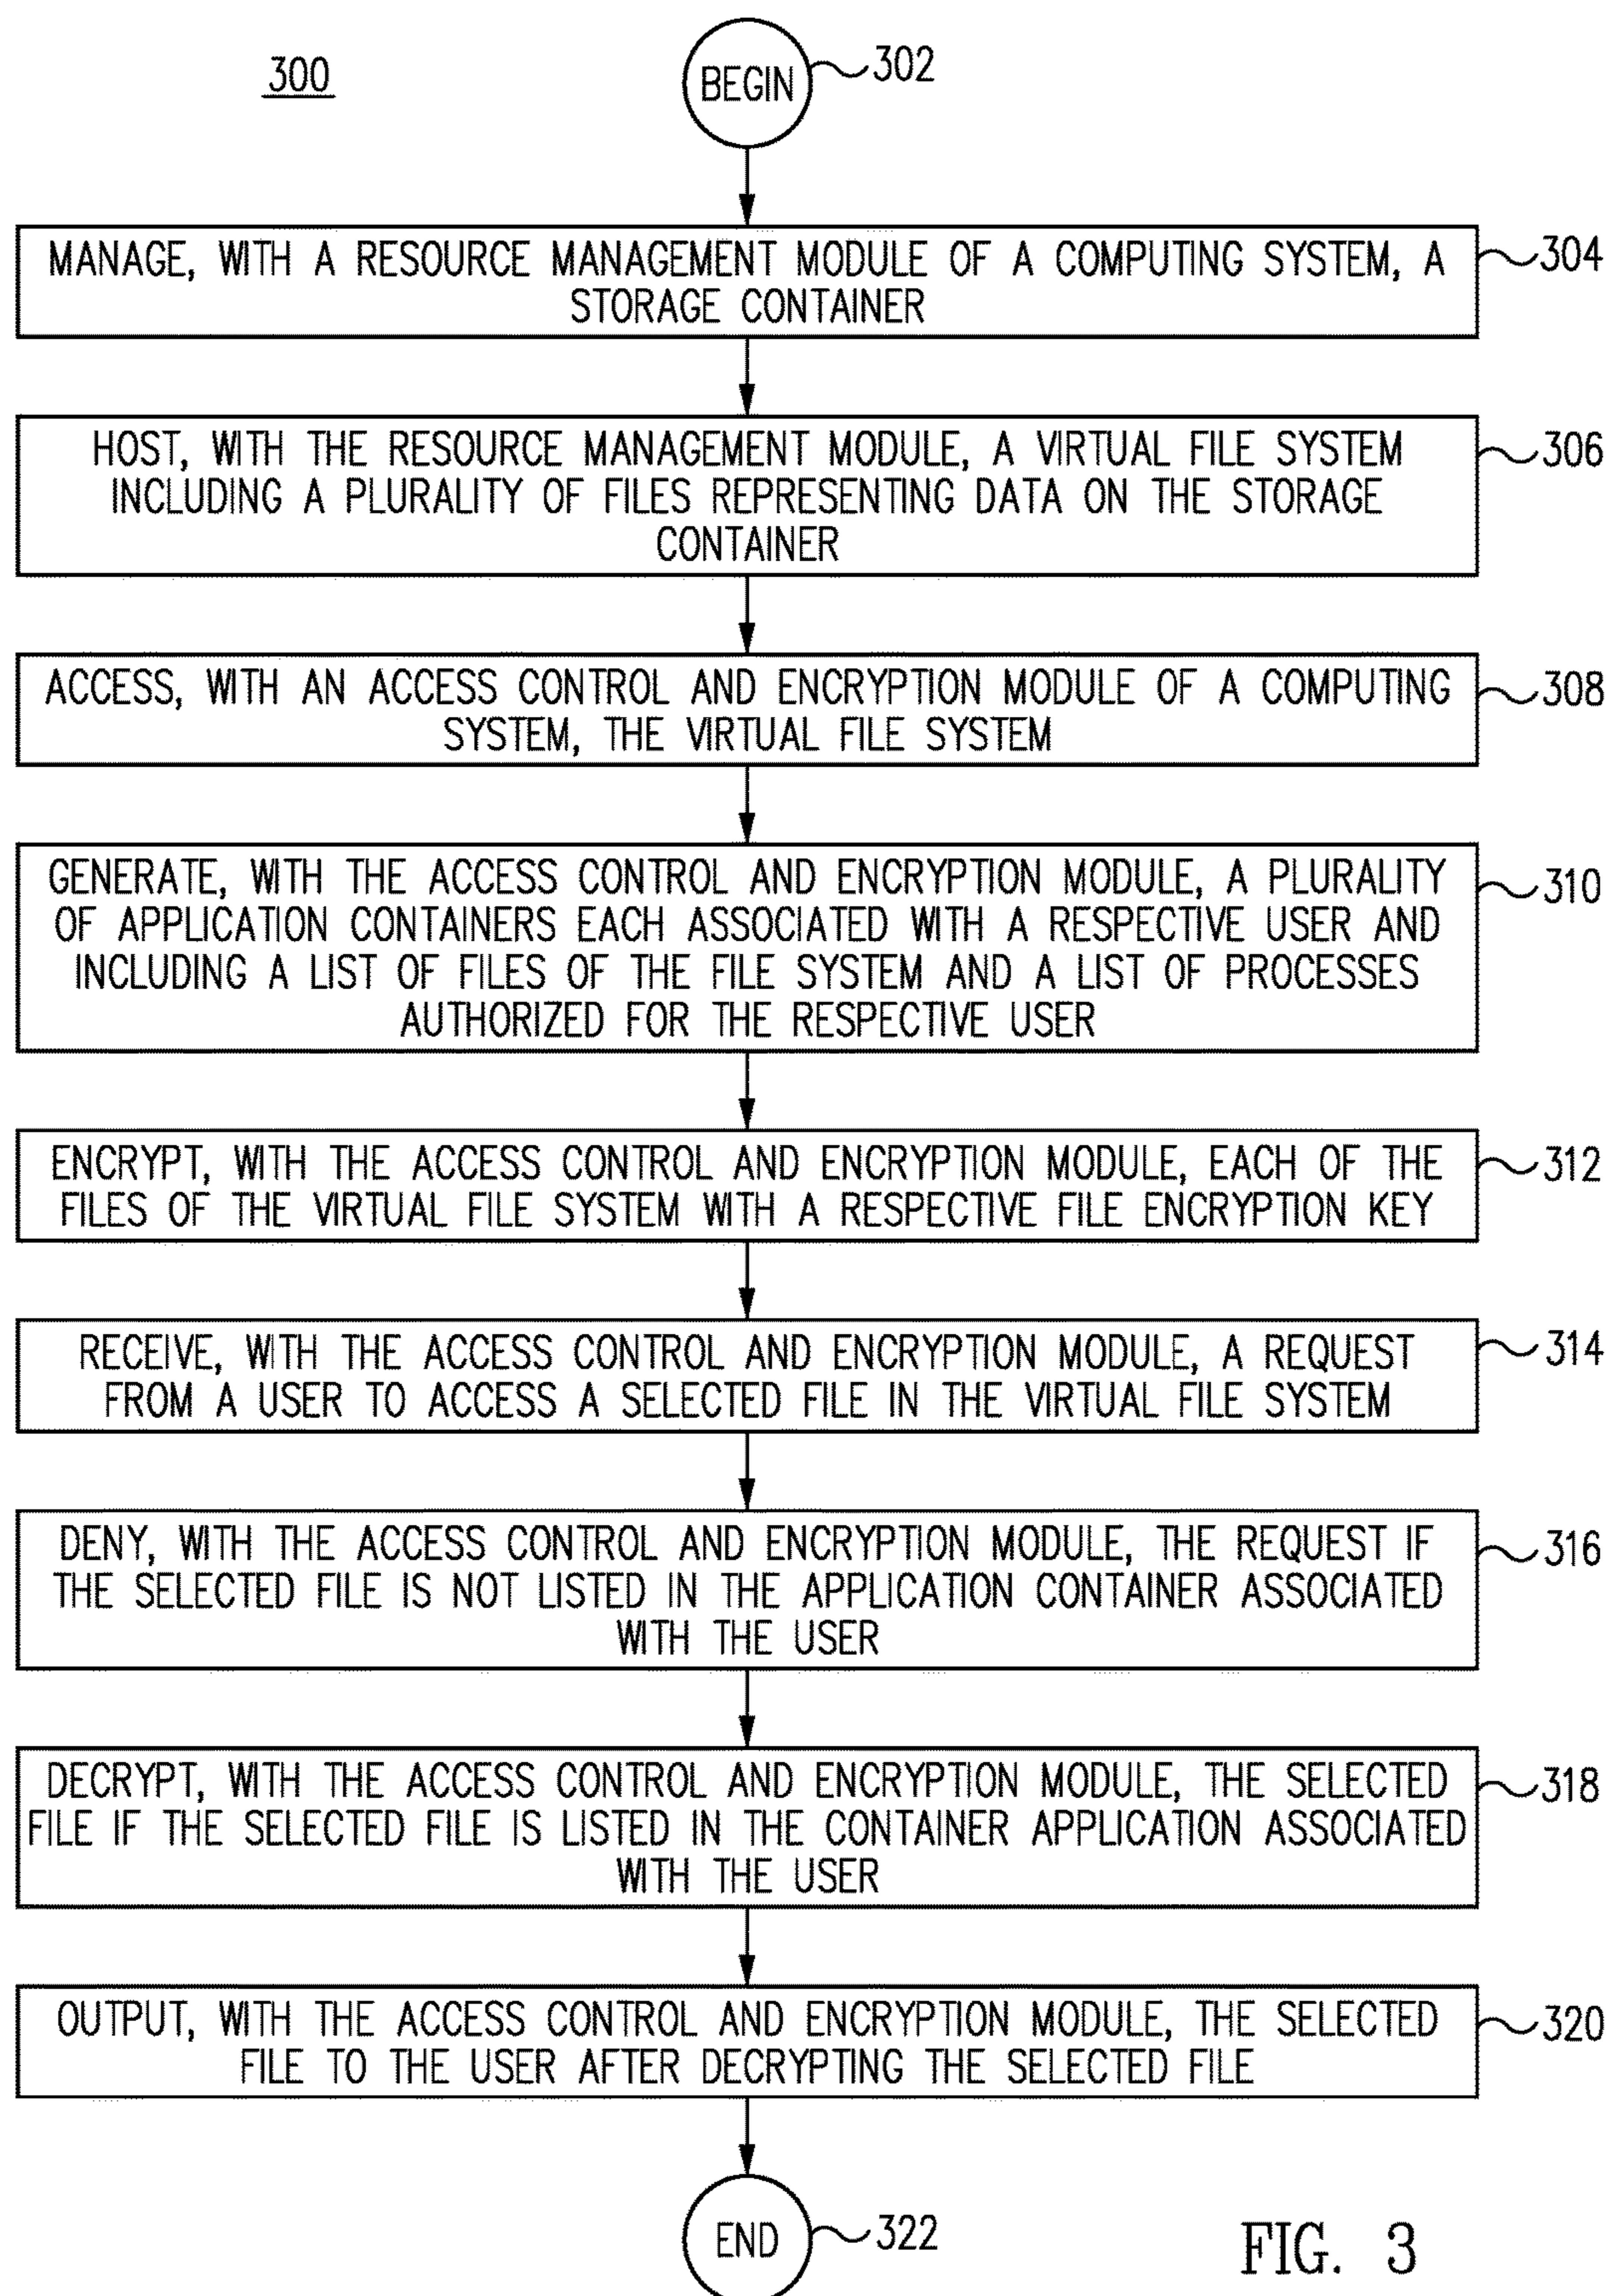 300
BEGIN
302
MANAGE, WITH A RESOURCE MANAGEMENT MODULE OF A COMPUTING SYSTEM, A
STORAGE CONTAINER
304
HOST, WITH THE RESOURCE MANAGEMENT MODULE, A VIRTUAL FILE SYSTEM
INCLUDING A PLURALITY OF FILES REPRESENTING DATA ON THE STORAGE
CONTAINER
306
ACCESS, WITH AN ACCESS CONTROL AND ENCRYPTION MODULE OF A COMPUTING
SYSTEM, THE VIRTUAL FILE SYSTEM
308
GENERATE, WITH THE ACCESS CONTROL AND ENCRYPTION MODULE, A PLURALITY
OF APPLICATION CONTAINERS EACH ASSOCIATED WITH A RESPECTIVE USER AND
INCLUDING A LIST OF FILES OF THE FILE SYSTEM AND A LIST OF PROCESSES
AUTHORIZED FOR THE RESPECTIVE USER
310
ENCRYPT, WITH THE ACCESS CONTROL AND ENCRYPTION MODULE, EACH OF THE
FILES OF THE VIRTUAL FILE SYSTEM WITH A RESPECTIVE FILE ENCRYPTION KEY
312
RECEIVE, WITH THE ACCESS CONTROL AND ENCRYPTION MODULE, A REQUEST
FROM A USER TO ACCESS A SELECTED FILE IN THE VIRTUAL FILE SYSTEM
314
DENY, WITH THE ACCESS CONTROL AND ENCRYPTION MODULE, THE REQUEST IF
THE SELECTED FILE IS NOT LISTED IN THE APPLICATION CONTAINER ASSOCIATED
WITH THE USER
316
DECRYPT, WITH THE ACCESS CONTROL AND ENCRYPTION MODULE, THE SELECTED
FILE IF THE SELECTED FILE IS LISTED IN THE CONTAINER APPLICATION ASSOCIATED
WITH THE USER
318
OUTPUT, WITH THE ACCESS CONTROL AND ENCRYPTION MODULE, THE SELECTED
FILE TO THE USER AFTER DECRYPTING THE SELECTED FILE
320
END
322
FIG. 3